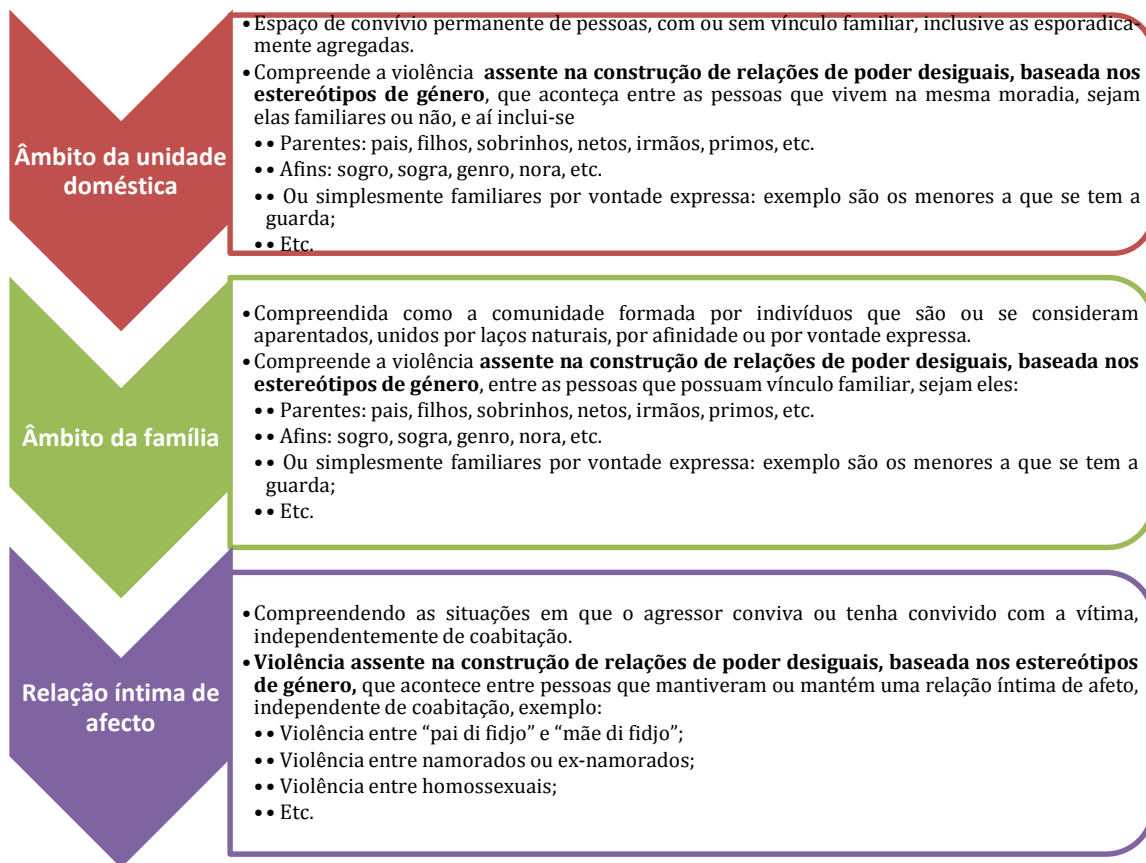 Âmbito da unidade
doméstica
•Espaço de convívio permanente de pessoas, com ou sem vínculo familiar, inclusive as esporadica-
mente agregadas.
•Compreende a violência assente na construção de relações de poder desiguais, baseada nos
estereótipos de género, que aconteça entre as pessoas que vivem na mesma moradia, sejam
elas familiares ou não, e aí inclui-se
•• Parentes: pais, filhos, sobrinhos, netos, irmãos, primos, etc.
•• Afins: sogro, sogra, genro, nora, etc.
•• Ou simplesmente familiares por vontade expressa: exemplo são os menores a que se tem a
guarda;
•• Etc.
Âmbito da família
•Compreendida como a comunidade formada por indivíduos que são ou se consideram
aparentados, unidos por laços naturais, por afinidade ou por vontade expressa.
•Compreende a violência assente na construção de relações de poder desiguais, baseada nos
estereótipos de género, entre as pessoas que possuam vínculo familiar, sejam eles:
•• Parentes: pais, filhos, sobrinhos, netos, irmãos, primos, etc.
•• Afins: sogro, sogra, genro, nora, etc.
•• Ou simplesmente familiares por vontade expressa: exemplo são os menores a que se tem a
guarda;
•• Etc.
Relação íntima de
afecto
•Compreendendo as situações em que o agressor conviva ou tenha convivido com a vítima,
independentemente de coabitação.
•Violência assente na construção de relações de poder desiguais, baseada nos estereótipos
de género, que acontece entre pessoas que mantiveram ou mantém uma relação íntima de afeto,
independente de coabitação, exemplo:
•• Violência entre “pai di fidjo” e “mãe di fidjo”;
•• Violência entre namorados ou ex-namorados;
•• Violência entre homossexuais;
•• Etc.